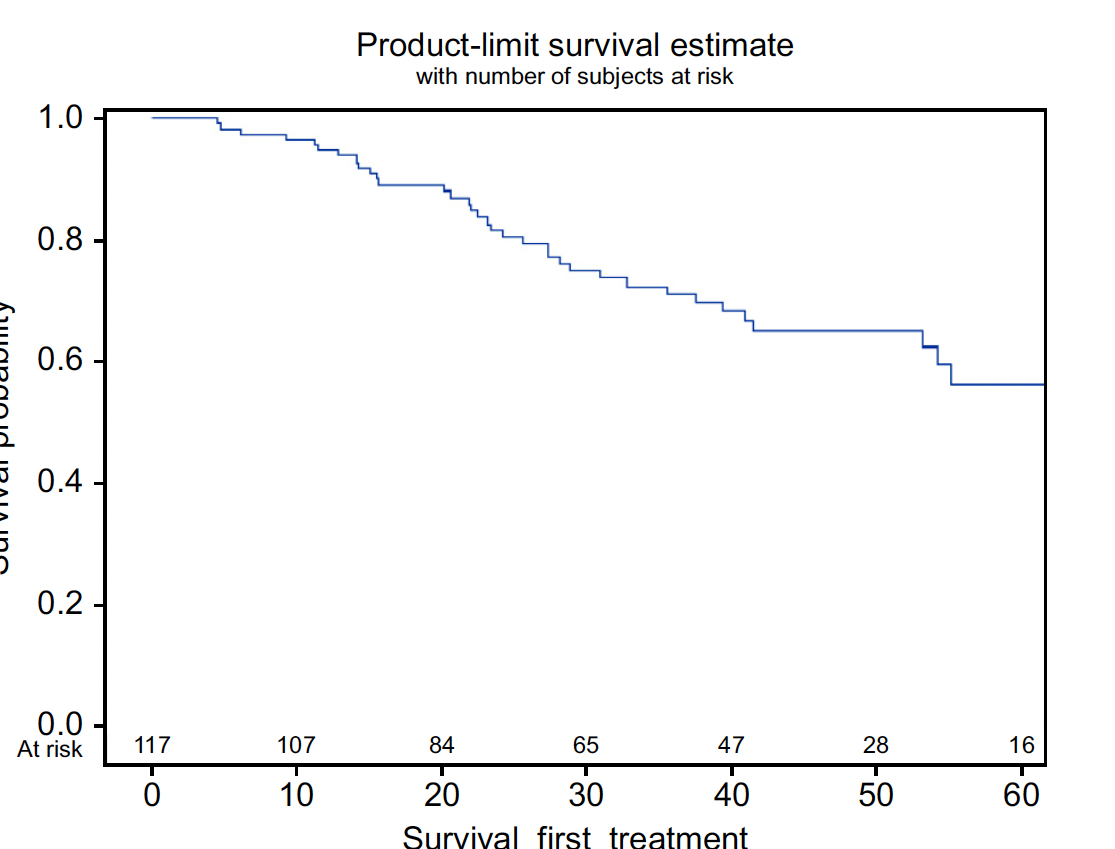 Product-limit survival estimate
with number of subjects at risk
1.0
0.8
0.6
0.4
0.2
0.0
Survival probability
At risk 117 107 84 65 47 28 16
0 10 20 30 40 50 60
Survival first treatment